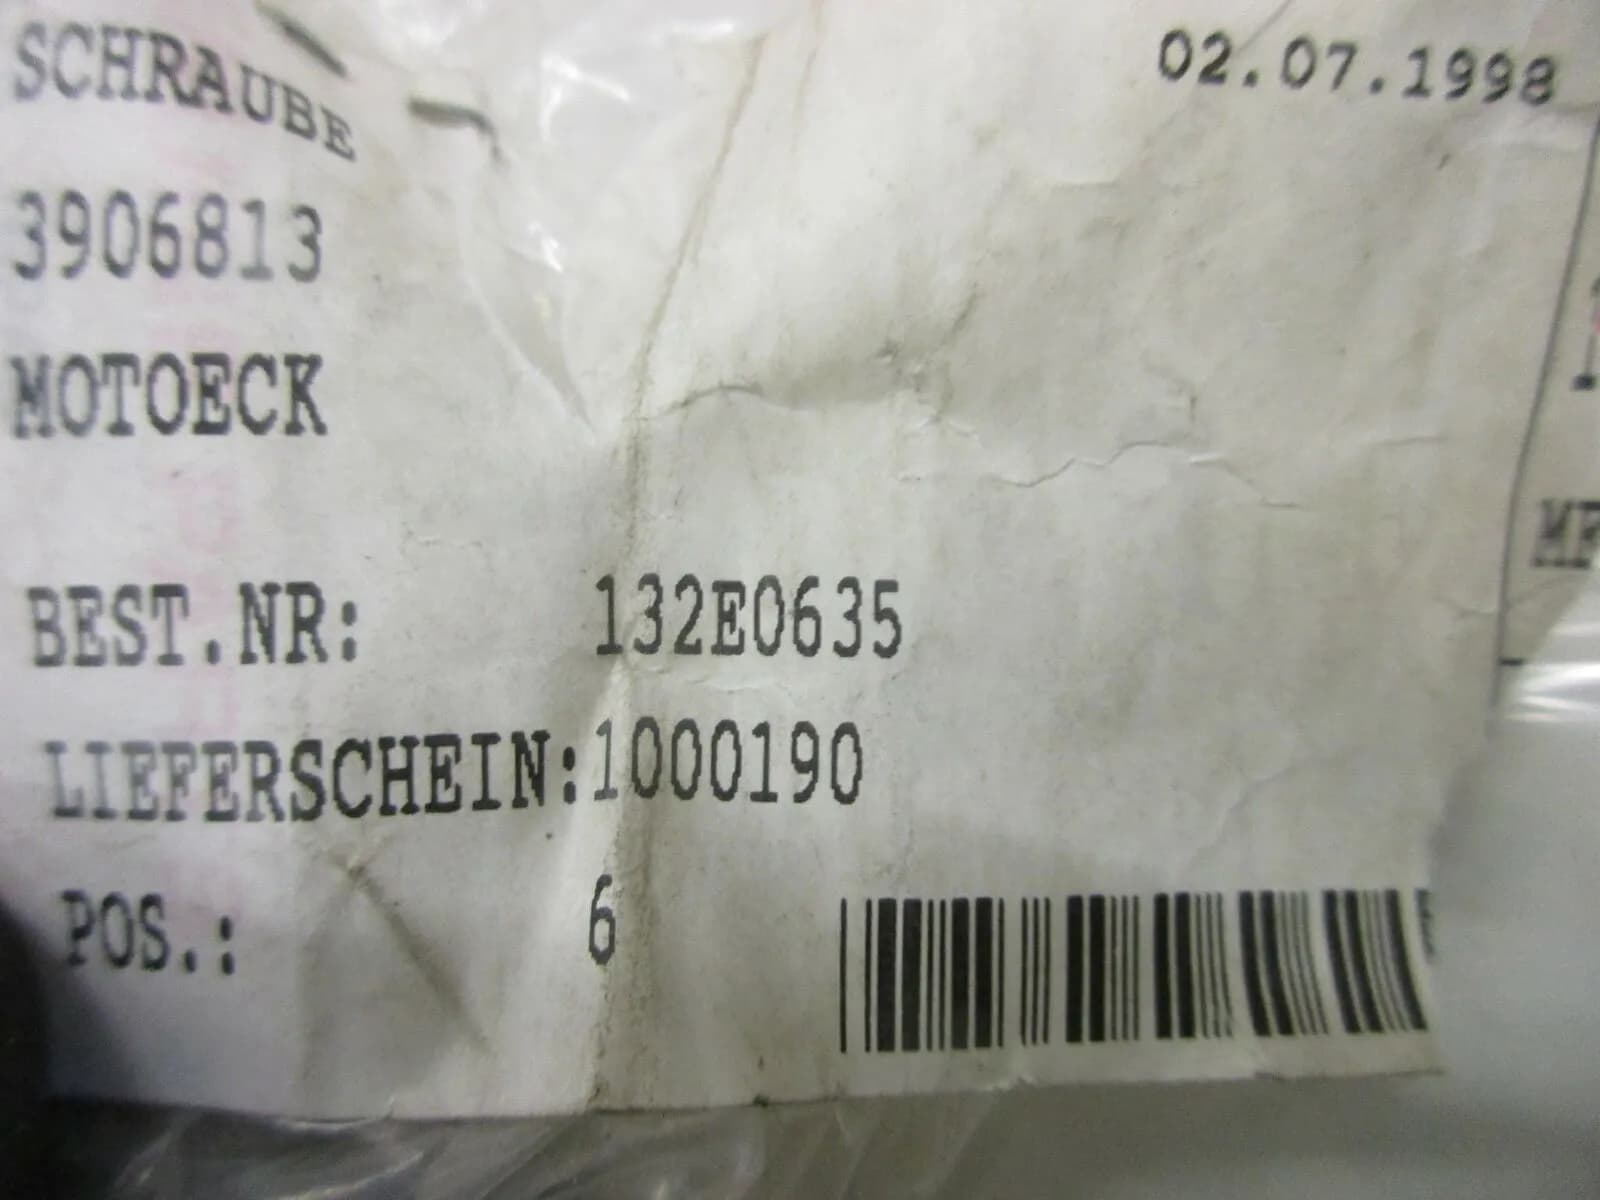 SCHRAUBE
02.07.1998
3906813
MOTOECK
BEST.NR: 132E0635
LIEFERSCHEIN:1000190
POS.: 6